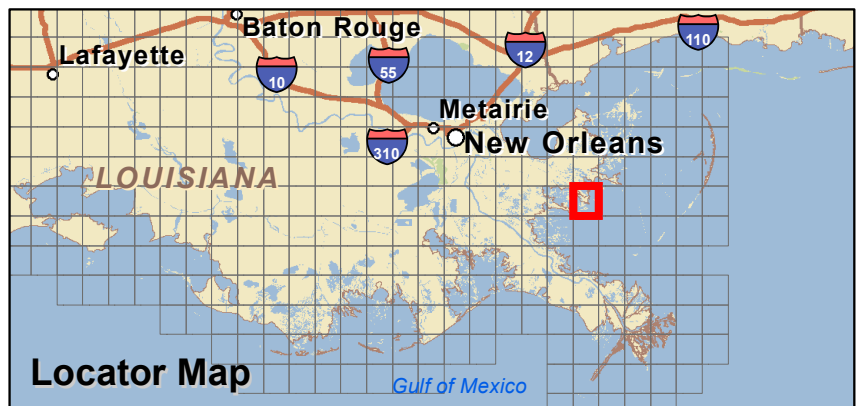 Baton Rouge
110
12
Lafayette
55
10
Metairie
New Orleans
310
LOUISIANA
Locator Map
Gulf of Mexico